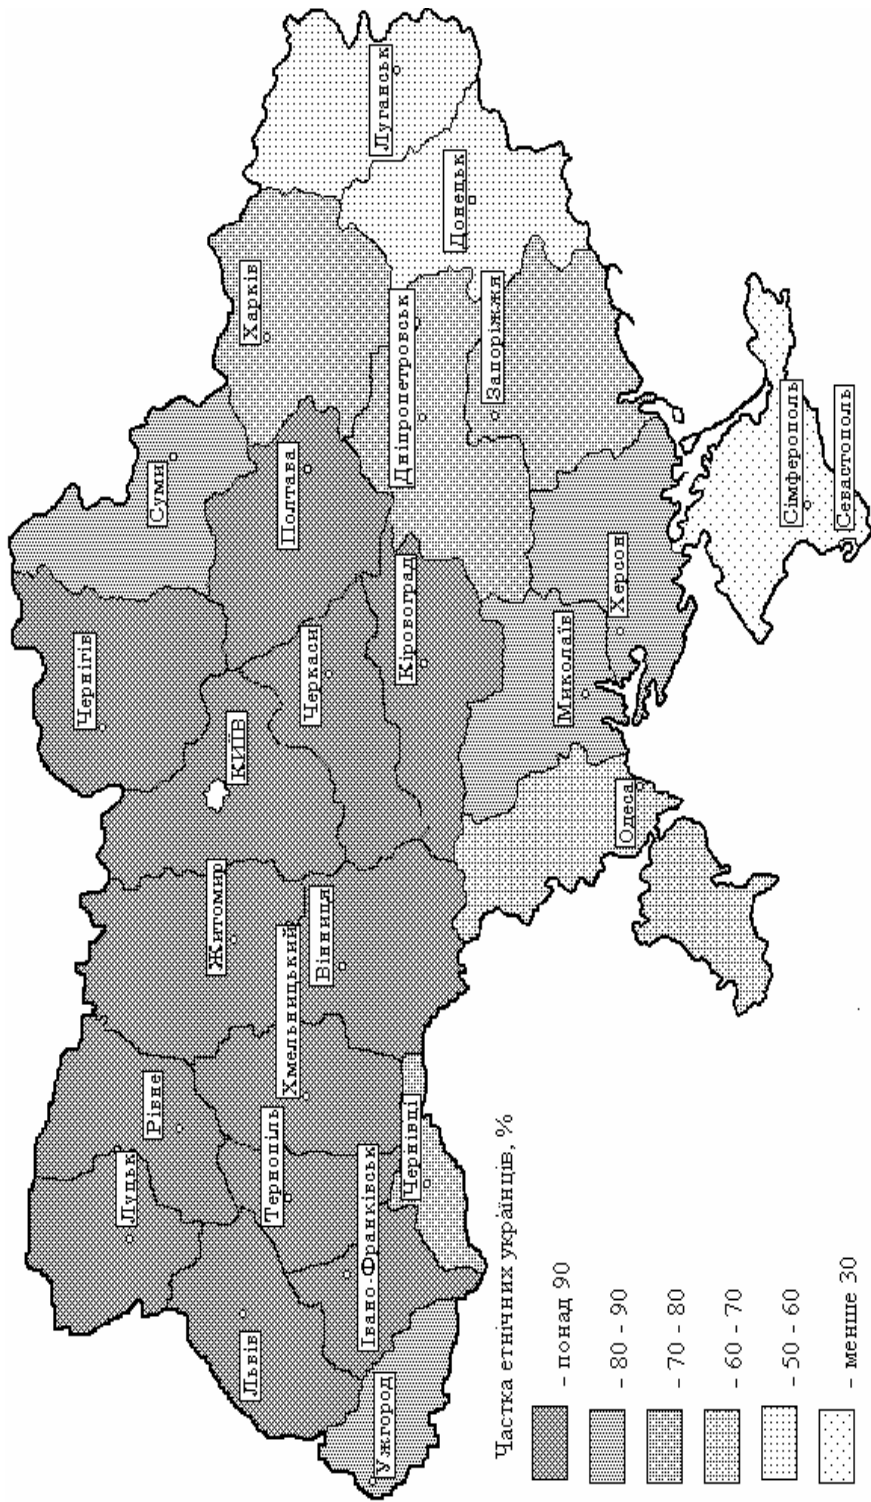 Луганськ
Донецьк
Харків
Дніпропетровськ
Запоріжжя
Сімферополь
Севастополь
Суми
Полтава
Херсон
Чернігів
Черкаси
Кіровоград
Миколаїв
КИЇВ
Одеса
Житомир
Вінниця
Хмельницький
Рівне
Луцьк
Тернопіль
Івано-Франківськ
Чернівці
Львів
Ужгород
Частка етнічних українців, %
- понад 90
- 80 - 90
- 70 - 80
- 60 - 70
- 50 - 60
- менше 30